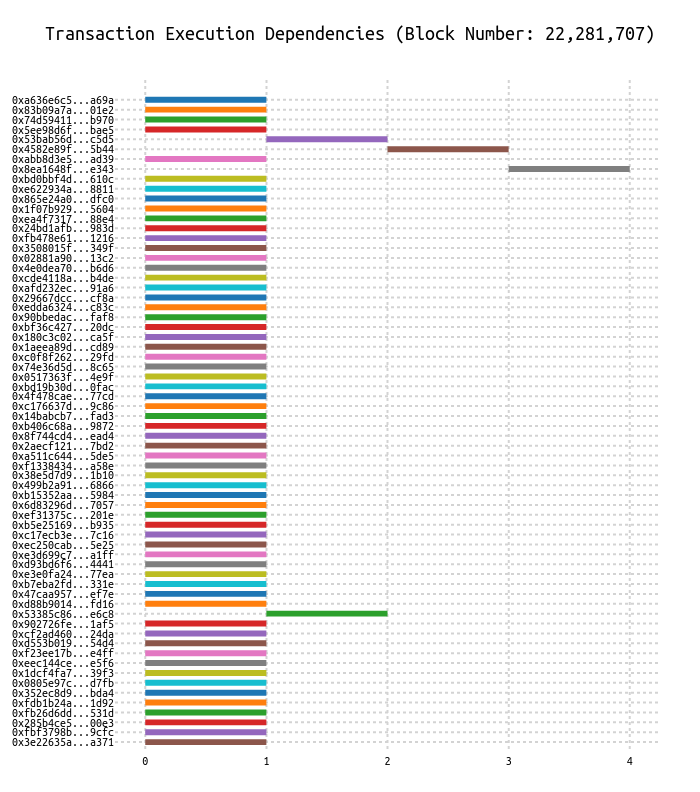 Transaction Execution Dependencies (Block Number: 22,281,707)
0xa636e6c5...a69a
0x83b09a7a...01e2
0x74d59411...b970
0x5ee98d6f...bae5
0x53bab56d...c5d5
0x4582e89f...5b44
0xabb8d3e5...ad39
0x8ea1648f...e343
0xbd0bbf4d...610c
0xe622934a...8811
0x865e24a0...dfc0
0x1f07b929...5604
0xea4f7317...88e4
0x24bd1afb...983d
0xfb478e61...1216
0x3508015f...349f
0x02881a90...13c2
0x4e0dea70...b6d6
0xcde4118a...b4de
0xafd232ec...91a6
0x29667dcc...cf8a
0xedda6324...c83c
0x90bbedac...faf8
0xbf36c427...20dc
0x180c3c02...ca5f
0x1aeea89d...cd89
0xc0f8f262...29fd
0x74e36d5d...8c65
0x0517363f...4e9f
0xbd19b30d...0fac
0x4f478cae...77cd
0xc176637d...9c86
0x14babcb7...fad3
0xb406c68a...9872
0x8f744cd4...ead4
0x2aecf121...7bd2
0xa511c644...5de5
0xf1338434...a58e
0x38e5d7d9...1b10
0x499b2a91...6866
0xb15352aa...5984
0x6d83296d...7057
0xef31375c...201e
0xb5e25169...b935
0xc17ecb3e...7c16
0xec250cab...5e25
0xe3d699c7...a1ff
0xd93bd6f6...4441
0xe3e0fa24...77ea
0xb7eba2fd...331e
0x47caa957...ef7e
0xd88b9014...fd16
0x53385c86...e6c8
0x902726fe...1af5
0xcf2ad460...24da
0xd553b019...54d4
0xf23ee17b...e4ff
0xeec144ce...e5f6
0x1dcf4fa7...39f3
0x0805e97c...d7fb
0x352ec8d9...bda4
0xfdb1b24a...1d92
0xfb26d6dd...531d
0x285b4ce5...00e3
0xfbf3798b...9cfc
0x3e22635a...a371
0 1 2 3 4